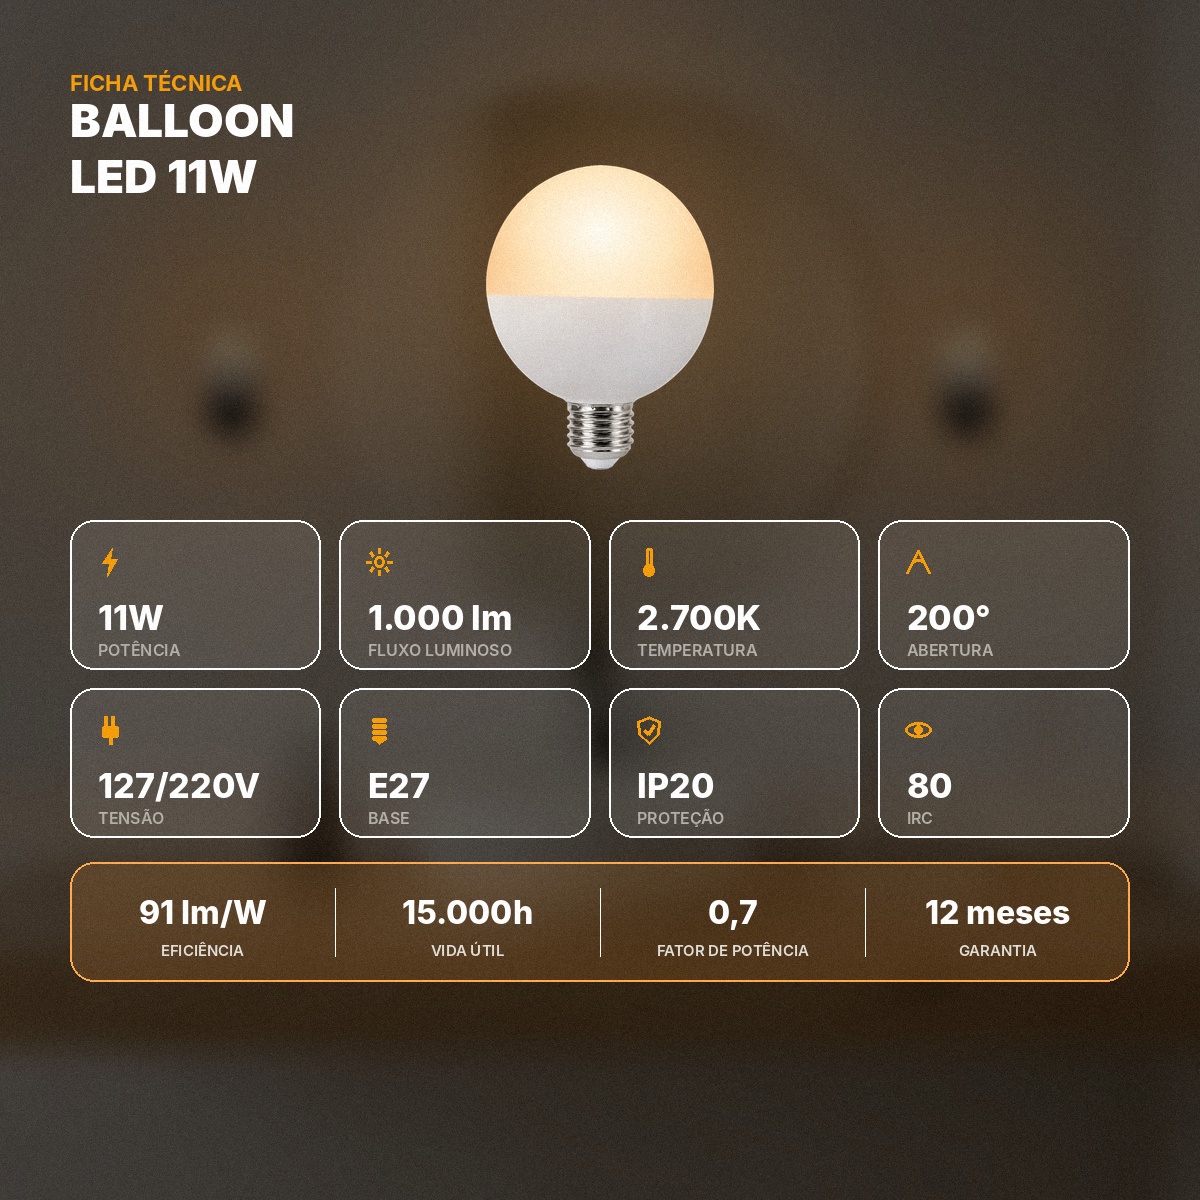 FICHA TÉCNICA
BALLOON
LED 11W
11W
POTÊNCIA
1.000 lm
FLUXO LUMINOSO
2.700K
TEMPERATURA
200°
ABERTURA
127/220V
TENSÃO
E27
BASE
IP20
PROTEÇÃO
80
IRC
91 lm/W
EFICIÊNCIA
15.000h
VIDA ÚTIL
0,7
FATOR DE POTÊNCIA
12 meses
GARANTIA